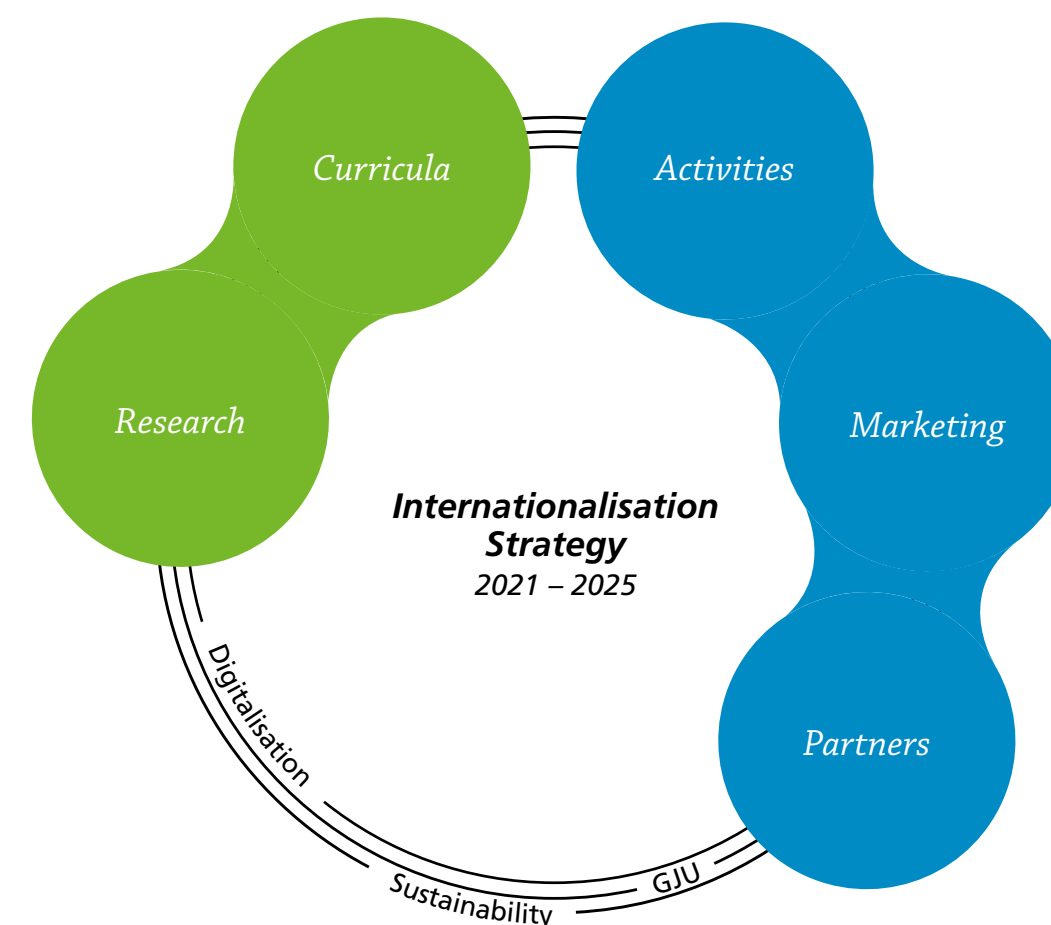 Curricula
Activities
Research
Marketing
Internationalisation
Strategy
2021 – 2025
Partners
Digitalisation
GJU
Sustainability